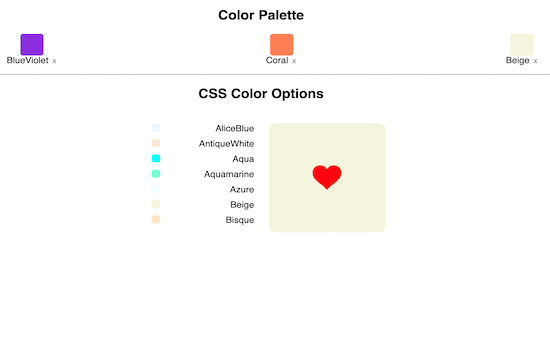 Color Palette
BlueViolet x
Coral x
Beige x
CSS Color Options
AliceBlue
AntiqueWhite
Aqua
Aquamarine
Azure
Beige
Bisque